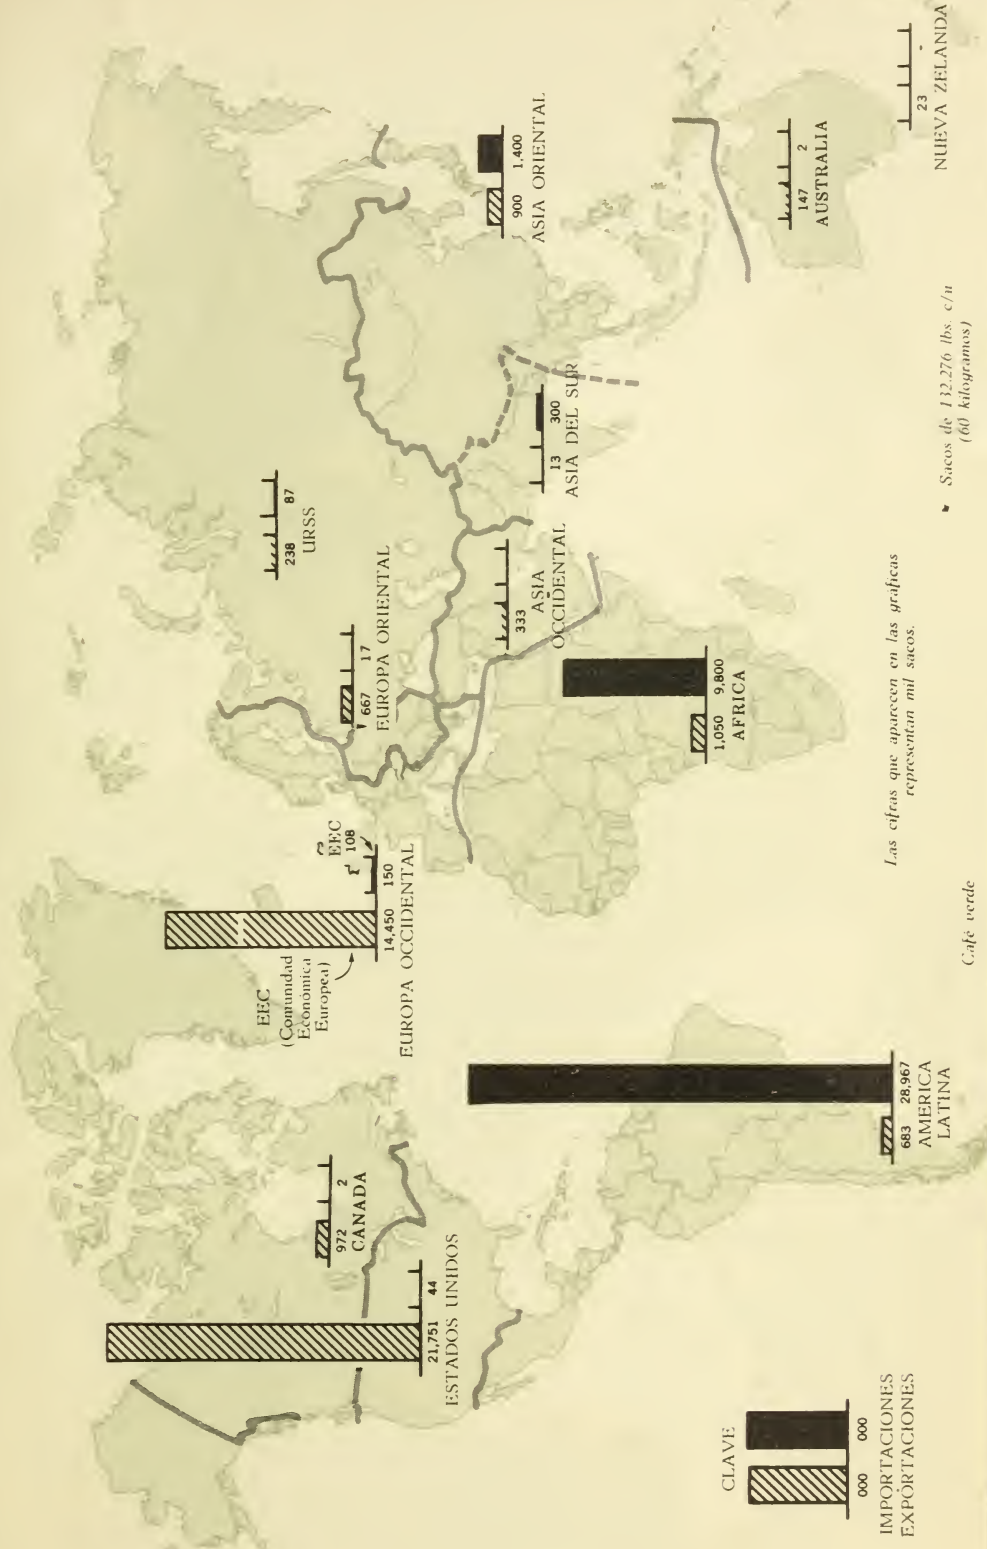 21,751 44
ESTADOS UNIDOS
972 2
CANADA
EEC
(Comunidad
Económica
Europea)
EEC
108
14,450 150
EUROPA OCCIDENTAL
667 17
EUROPA ORIENTAL
238 87
URSS
333 -
ASIA
OCCIDENTAL
13 300
ASIA DEL SUR
900 1,400
ASIA ORIENTAL
1,050 9,800
AFRICA
147 2
AUSTRALIA
23 -
NUEVA ZELANDA
683 28,967
AMERICA
LATINA
CLAVE
000 000
IMPORTACIONES
EXPÓRTACIONES
Las cifras que aparecen en las gráficas
representan mil sacos.
Sacos de 132.276 lbs. c/u
(60 kilogramos)
Café verde